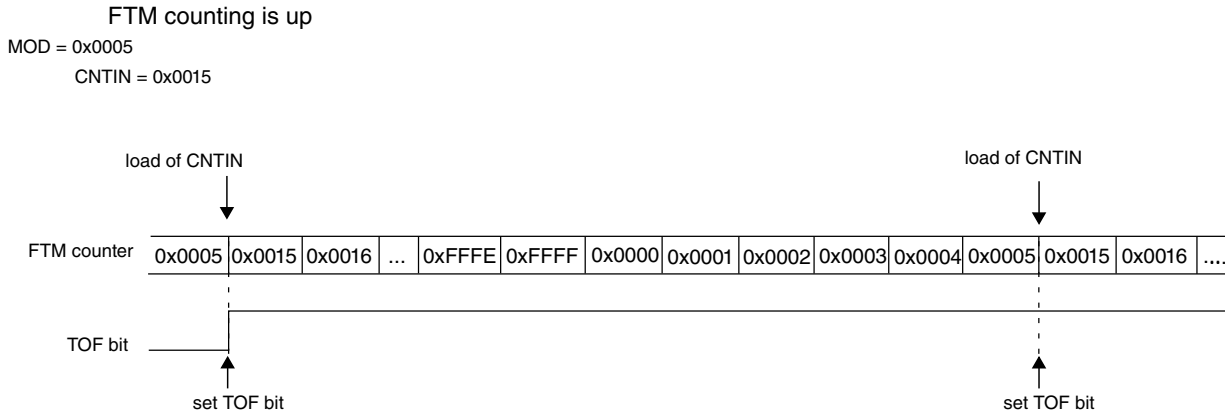 FTM counting is up
MOD = 0x0005
CNTIN = 0x0015
load of CNTIN load of CNTIN
FTM counter 0x0005 0x0015 0x0016 ... 0xFFFE 0xFFFF 0x0000 0x0001 0x0002 0x0003 0x0004 0x0005 0x0015 0x0016 ....
TOF bit
set TOF bit set TOF bit